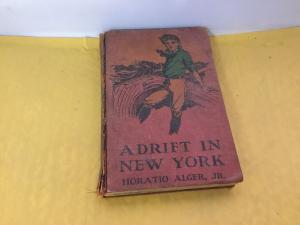 ADRIFT IN
NEW YORK
HORATIO ALGER, JR.